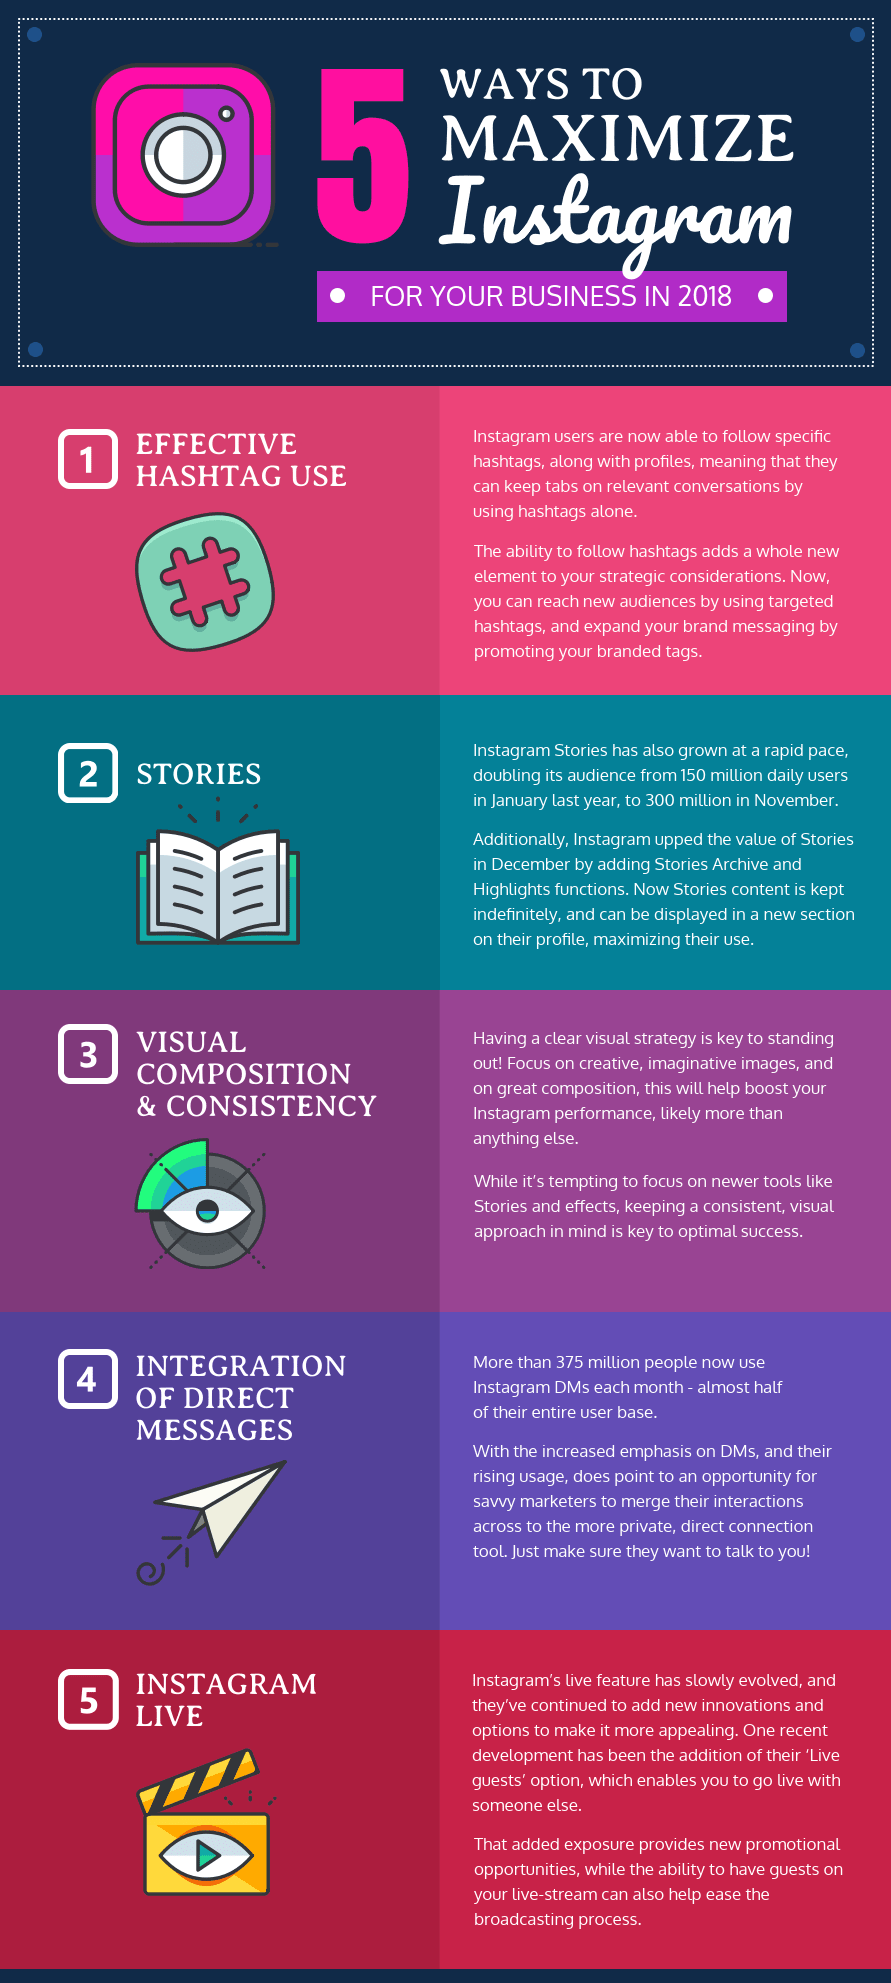 5
WAYS TO
MAXIMIZE
Instagram
FOR YOUR BUSINESS IN 2018
1
EFFECTIVE
HASHTAG USE
Instagram users are now able to follow specific
hashtags, along with profiles, meaning that they
can keep tabs on relevant conversations by
using hashtags alone.
The ability to follow hashtags adds a whole new
element to your strategic considerations. Now,
you can reach new audiences by using targeted
hashtags, and expand your brand messaging by
promoting your branded tags.
2
STORIES
Instagram Stories has also grown at a rapid pace,
doubling its audience from 150 million daily users
in January last year, to 300 million in November.
Additionally, Instagram upped the value of Stories
in December by adding Stories Archive and
Highlights functions. Now Stories content is kept
indefinitely, and can be displayed in a new section
on their profile, maximizing their use.
3
VISUAL
COMPOSITION
& CONSISTENCY
Having a clear visual strategy is key to standing
out! Focus on creative, imaginative images, and
on great composition, this will help boost your
Instagram performance, likely more than
anything else.
While it's tempting to focus on newer tools like
Stories and effects, keeping a consistent, visual
approach in mind is key to optimal success.
4
INTEGRATION
OF DIRECT
MESSAGES
More than 375 million people now use
Instagram DMs each month - almost half
of their entire user base.
With the increased emphasis on DMs, and their
rising usage, does point to an opportunity for
savvy marketers to merge their interactions
across to the more private, direct connection
tool. Just make sure they want to talk to you!
5
INSTAGRAM
LIVE
Instagram's live feature has slowly evolved, and
they've continued to add new innovations and
options to make it more appealing. One recent
development has been the addition of their 'Live
guests' option, which enables you to go live with
someone else.
That added exposure provides new promotional
opportunities, while the ability to have guests on
your live-stream can also help ease the
broadcasting process.